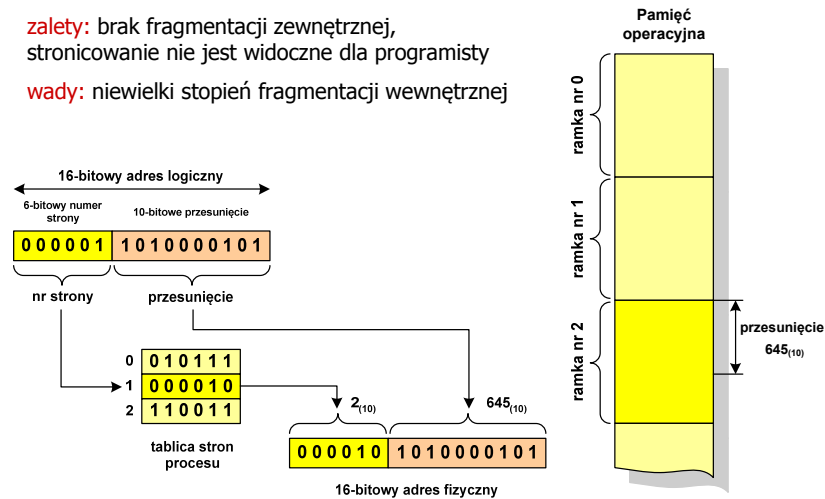 zalety: brak fragmentacji zewnętrznej,
stronicowanie nie jest widoczne dla programisty
wady: niewielki stopień fragmentacji wewnętrznej
16-bitowy adres logiczny
6-bitowy numer
strony
10-bitowe przesunięcie
0 0 0 0 0 1
1 0 1 0 0 0 0 1 0 1
nr strony
przesunięcie
0 0 1 0 1 1 1
1 0 0 0 0 1 0
2 1 1 0 0 1 1
tablica stron
procesu
2(10)
645(10)
0 0 0 0 1 0
1 0 1 0 0 0 0 1 0 1
16-bitowy adres fizyczny
Pamięć
operacyjna
ramka nr 0
ramka nr 1
ramka nr 2
przesunięcie
645(10)